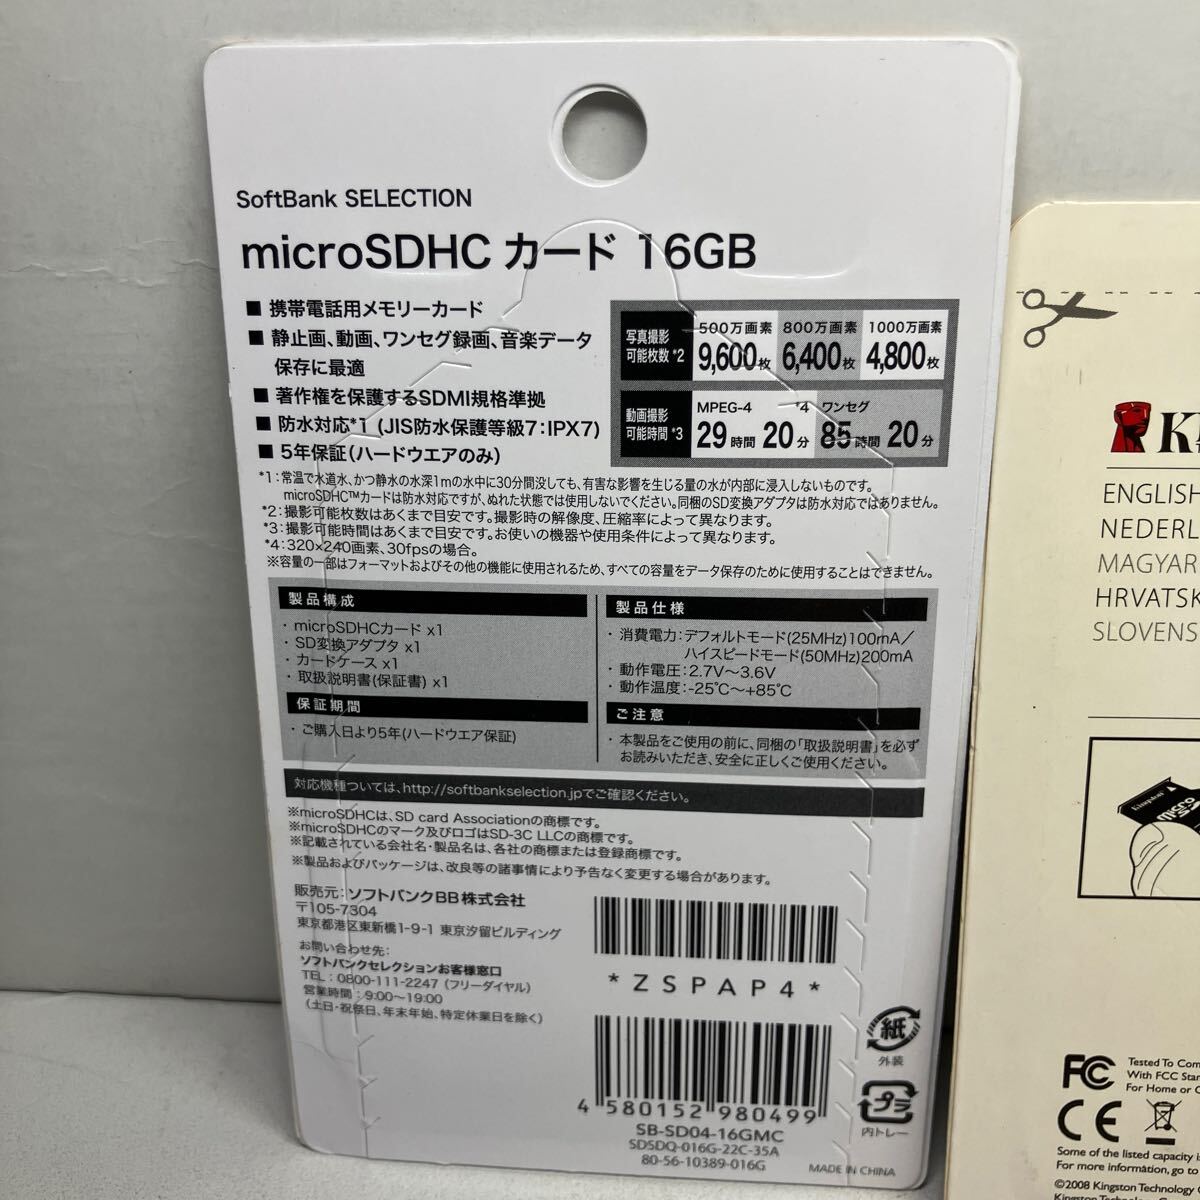 SoftBank SELECTION
microSDHC カード 16GB
■ 携帯電話用メモリーカード
■ 静止画、動画、ワンセグ録画、音楽データ
保存に最適
■ 著作権を保護するSDMI規格準拠
■ 防水対応*1 (JIS防水保護等級7:IPX7)
■ 5年保証(ハードウエアのみ)
写真撮影
可能枚数 *2
500万画素 800万画素 1000万画素
9,600枚 6,400枚 4,800枚
動画撮影
可能時間 *3
MPEG-4 *4 ワンセグ
29時間 20分 85時間 20分
*1:常温で水道水、かつ静水の水深1mの水中に30分間没しても、有害な影響を生じる量の水が内部に浸入しないものです。
microSDHC™カードは防水対応ですが、ぬれた状態では使用しないでください。同梱のSD変換アダプタは防水対応ではありません。
*2:撮影可能枚数はあくまで目安です。撮影時の解像度、圧縮率によって異なります。
*3:撮影可能時間はあくまで目安です。お使いの機器や使用条件によって異なります。
*4:320×240画素、30fpsの場合。
※容量の一部はフォーマットおよびその他の機能に使用されるため、すべての容量をデータ保存のために使用することはできません。
製品構成
・microSDHCカード x1
・SD変換アダプタ x1
・カードケース x1
・取扱説明書(保証書) x1
保証期間
・ご購入日より5年(ハードウエア保証)
製品仕様
・消費電力:デフォルトモード(25MHz)100mA/
ハイスピードモード(50MHz)200mA
・動作電圧:2.7V〜3.6V
・動作温度:-25℃〜+85℃
ご注意
・本製品をご使用の前に、同梱の「取扱説明書」を必ず
お読みいただき、安全に正しくご使用ください。
対応機種ついては、http://softbankselection.jpでご確認ください。
※microSDHCは、SD card Associationの商標です。
※microSDHCのマーク及びロゴはSD-3C LLCの商標です。
※記載されている会社名・製品名は、各社の商標または登録商標です。
※製品およびパッケージは、改良等の諸事情により予告なく変更する場合があります。
販売元:ソフトバンクBB株式会社
〒105-7304
東京都港区東新橋1-9-1 東京汐留ビルディング
お問い合わせ先:
ソフトバンクセレクションお客様窓口
TEL:0800-111-2247 (フリーダイヤル)
営業時間:9:00〜19:00
(土日・祝祭日、年末年始、特定休業日を除く)
*ZSPAP4*
4 580152 980499
SB-SD04-16GMC
SDSDQ-016G-22C-35A
80-56-10389-016G
紙
外装
プラ
内トレー
MADE IN CHINA
ENGLISH
NEDERL
MAGYAR
HRVATSK
SLOVENS
Kingston
micro
FC
Tested To Com
With FCC Star
For Home or O
CE
Some of the listed capacity is
For more information, go to
©2008 Kingston Technology C
Kingston Technology